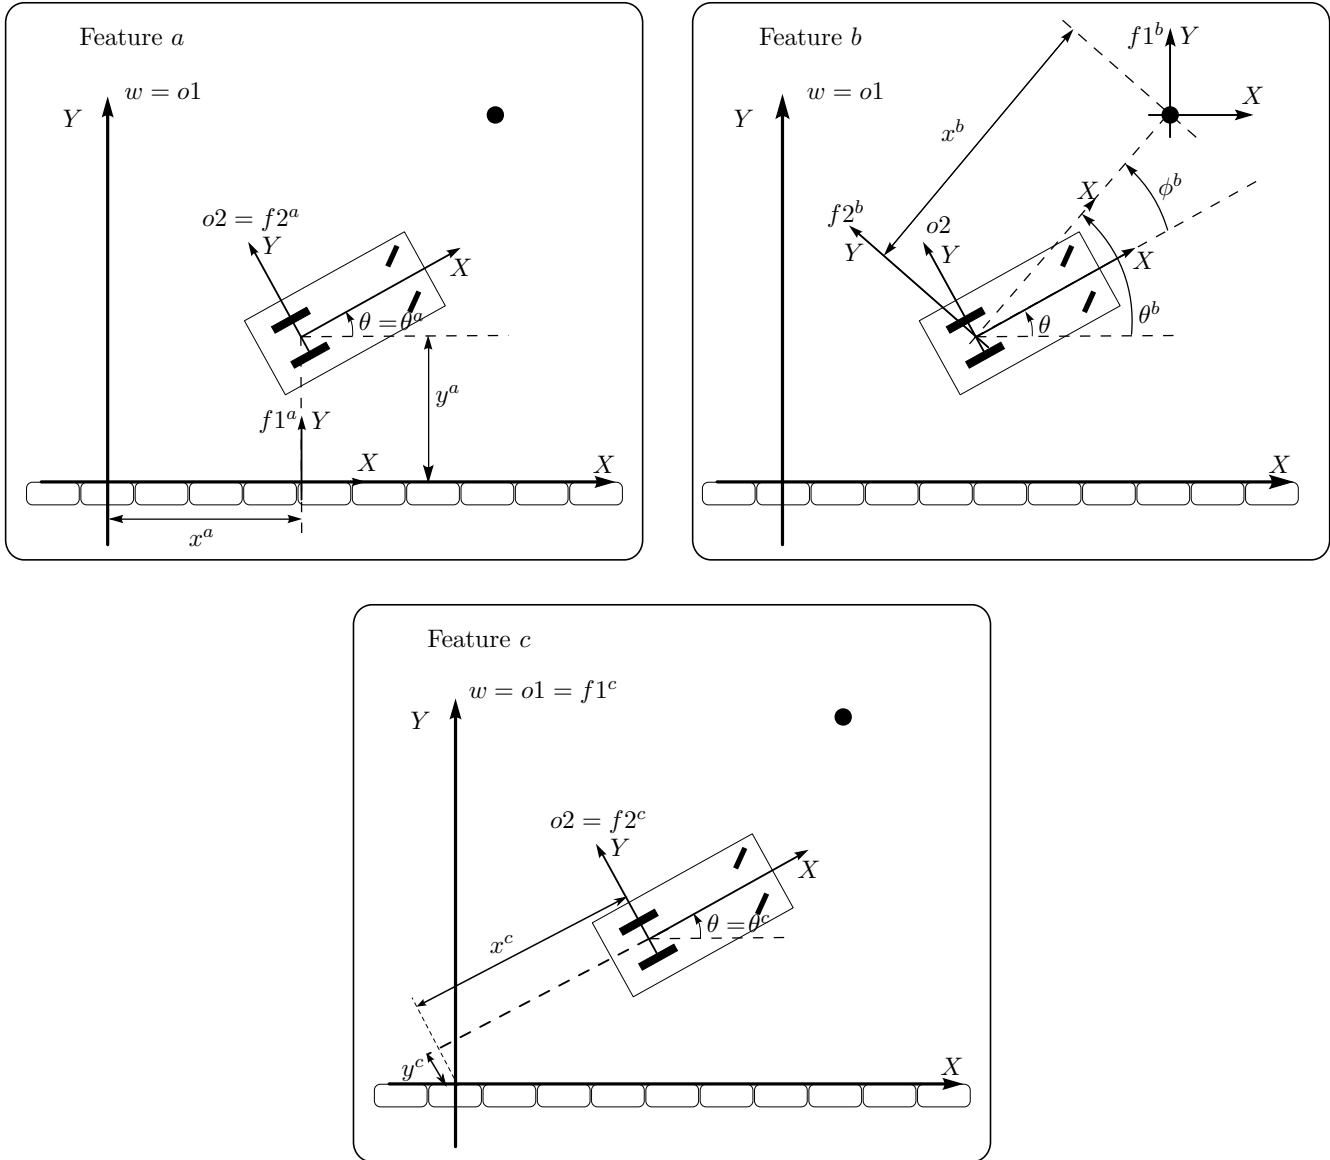 Feature a
w = o1
Y
o2 = f2^a
Y
X
θ = θ^a
y^a
f1^a
Y
X
X
x^a
Feature b
f1^b
Y
w = o1
X
Y
x^b
ϕ^b
X
f2^b
o2
Y
Y
X
θ^b
θ
X
Feature c
w = o1 = f1^c
Y
o2 = f2^c
Y
X
θ = θ^c
x^c
y^c
X